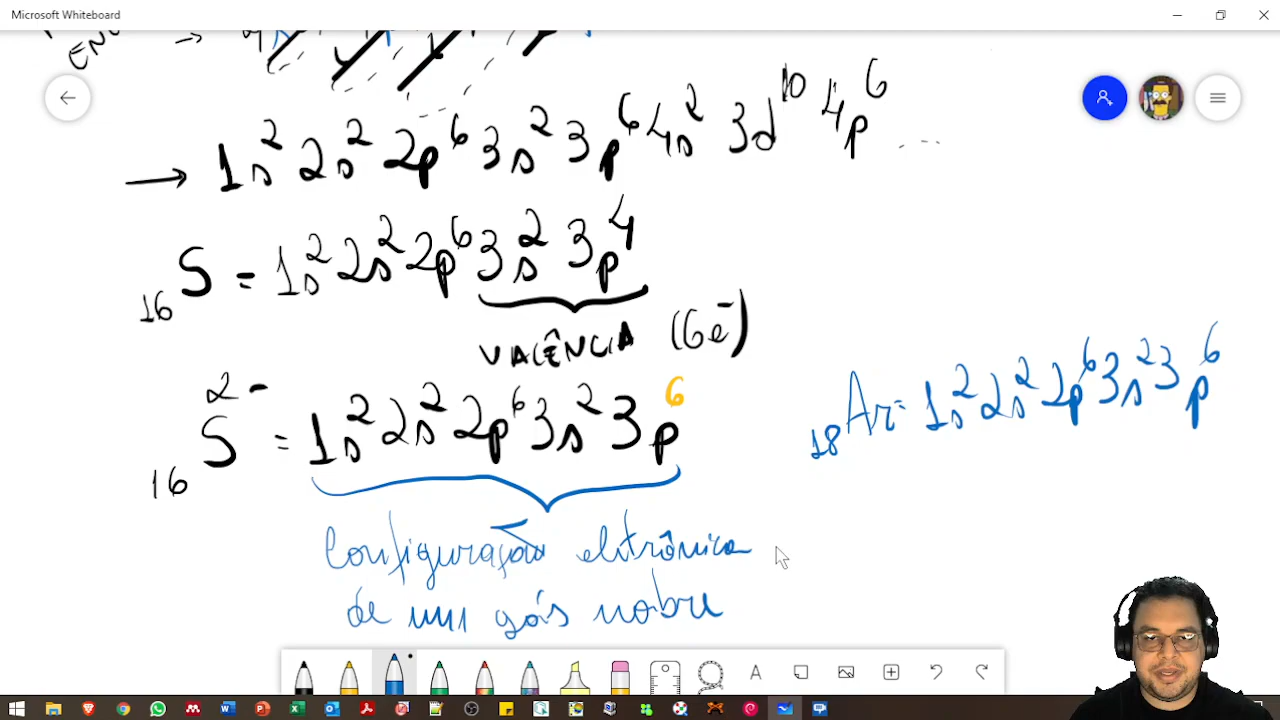 Microsoft Whiteboard
→ 1s² 2s² 2p⁶ 3s² 3p⁶ 4s² 3d¹⁰ 4p⁶ ...
₁₆S = 1s² 2s² 2p⁶ 3s² 3p⁴
VALÊNCIA (6e⁻)
₁₆S²⁻ = 1s² 2s² 2p⁶ 3s² 3p⁶
₁₈Ar = 1s² 2s² 2p⁶ 3s² 3p⁶
Configuração eletrônica
de um gás nobre